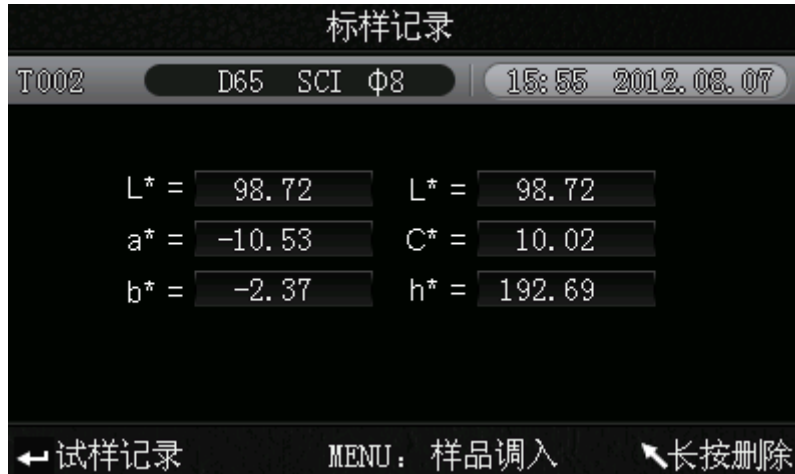 标样记录
T002 D65 SCI Φ8 15:55 2012.08.07
L* = 98.72 L* = 98.72
a* = -10.53 C* = 10.02
b* = -2.37 h* = 192.69
试样记录 MENU: 样品调入 长按删除